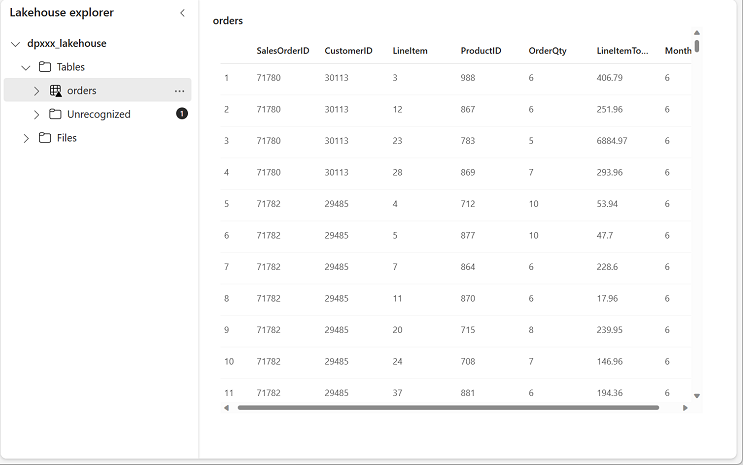 Lakehouse explorer
dpxxx_lakehouse
Tables
orders
Unrecognized 1
Files
orders
SalesOrderID CustomerID LineItem ProductID OrderQty LineItemTo... Month
1 71780 30113 3 988 6 406.79 6
2 71780 30113 12 867 6 251.96 6
3 71780 30113 23 783 5 6884.97 6
4 71780 30113 28 869 7 293.96 6
5 71782 29485 4 712 10 53.94 6
6 71782 29485 5 877 10 47.7 6
7 71782 29485 7 864 6 228.6 6
8 71782 29485 11 870 6 17.96 6
9 71782 29485 20 715 8 239.95 6
10 71782 29485 24 708 7 146.96 6
11 71782 29485 37 881 6 194.36 6